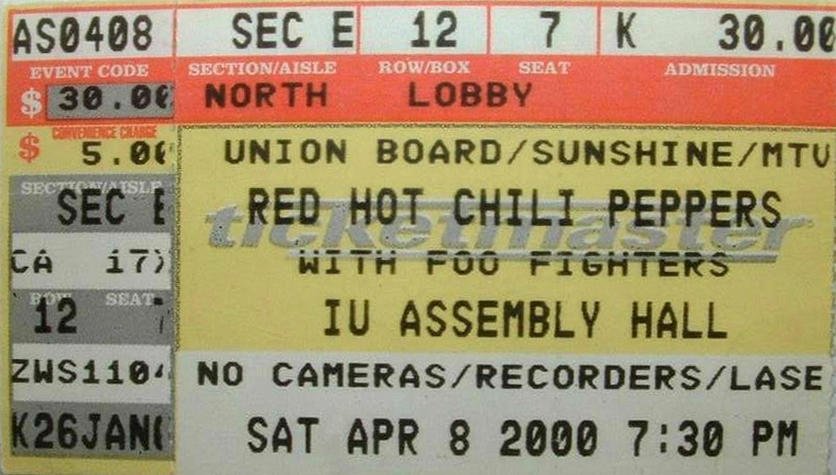 AS0408 SEC E 12 7 K 30.00
EVENT CODE SECTION/AISLE ROW/BOX SEAT ADMISSION
$ 30.00 NORTH LOBBY
CONVENIENCE CHARGE
$ 5.00 UNION BOARD/SUNSHINE/MTV
SECTION/AISLE
SEC E RED HOT CHILI PEPPERS
ticketmaster
CA 17X WITH FOO FIGHTERS
ROW SEAT
12 7 IU ASSEMBLY HALL
ZWS1104 NO CAMERAS/RECORDERS/LASE
K26JAN0 SAT APR 8 2000 7:30 PM